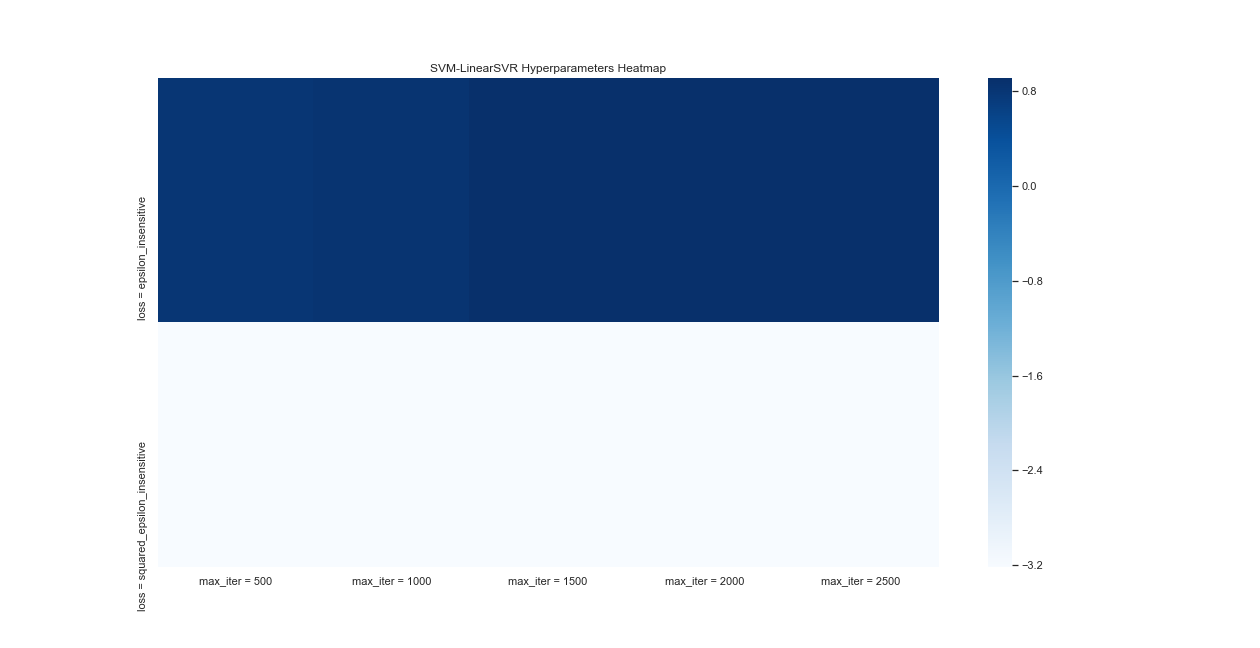 SVM-LinearSVR Hyperparameters Heatmap
loss = epsilon_insensitive
loss = squared_epsilon_insensitive
max_iter = 500
max_iter = 1000
max_iter = 1500
max_iter = 2000
max_iter = 2500
0.8
0.0
−0.8
−1.6
−2.4
−3.2